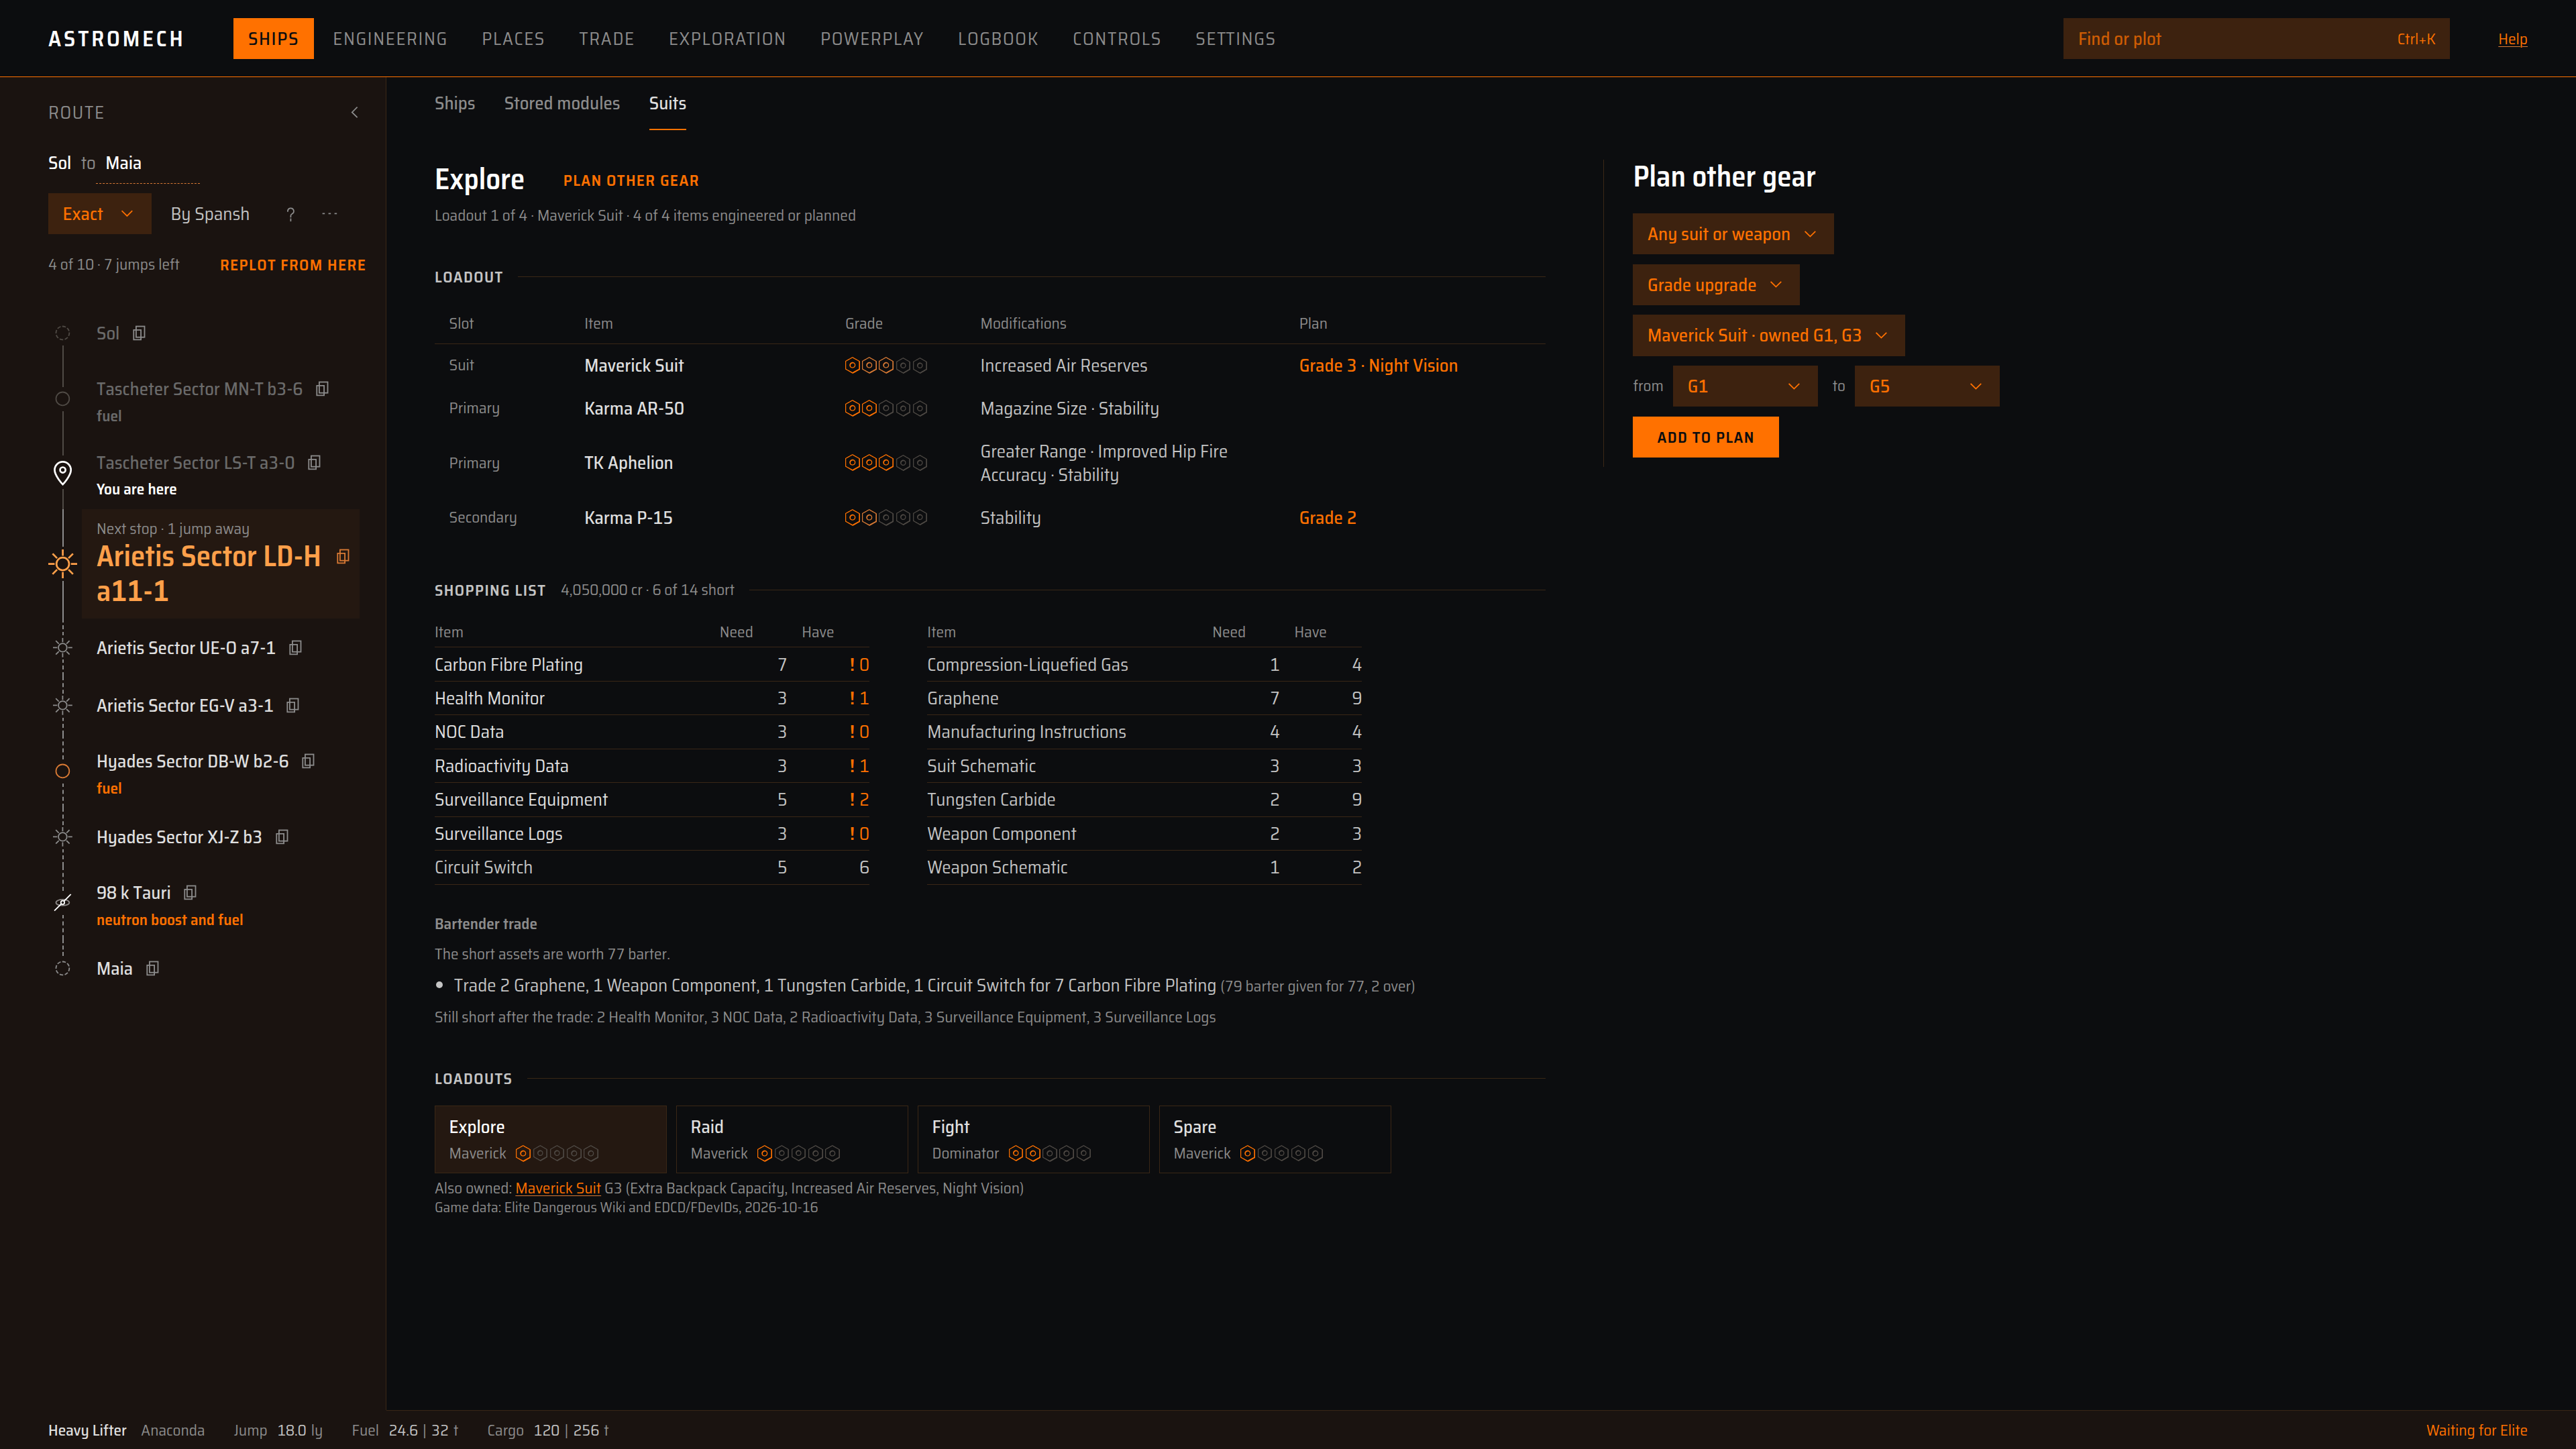 ASTROMECH
SHIPS ENGINEERING PLACES TRADE EXPLORATION POWERPLAY LOGBOOK CONTROLS SETTINGS
Find or plot Ctrl+K
Help
ROUTE
Sol to Maia
Exact By Spansh ? ···
4 of 10 · 7 jumps left REPLOT FROM HERE
Sol
Tascheter Sector MN-T b3-6
fuel
Tascheter Sector LS-T a3-0
You are here
Next stop · 1 jump away
Arietis Sector LD-H
a11-1
Arietis Sector UE-O a7-1
Arietis Sector EG-V a3-1
Hyades Sector DB-W b2-6
fuel
Hyades Sector XJ-Z b3
98 k Tauri
neutron boost and fuel
Maia
Ships Stored modules Suits
Explore PLAN OTHER GEAR
Loadout 1 of 4 · Maverick Suit · 4 of 4 items engineered or planned
LOADOUT
Slot Item Grade Modifications Plan
Suit Maverick Suit Increased Air Reserves Grade 3 · Night Vision
Primary Karma AR-50 Magazine Size · Stability
Primary TK Aphelion Greater Range · Improved Hip Fire
Accuracy · Stability
Secondary Karma P-15 Stability Grade 2
SHOPPING LIST 4,050,000 cr · 6 of 14 short
Item Need Have
Carbon Fibre Plating 7 ! 0
Health Monitor 3 ! 1
NOC Data 3 ! 0
Radioactivity Data 3 ! 1
Surveillance Equipment 5 ! 2
Surveillance Logs 3 ! 0
Circuit Switch 5 6
Item Need Have
Compression-Liquefied Gas 1 4
Graphene 7 9
Manufacturing Instructions 4 4
Suit Schematic 3 3
Tungsten Carbide 2 9
Weapon Component 2 3
Weapon Schematic 1 2
Bartender trade
The short assets are worth 77 barter.
• Trade 2 Graphene, 1 Weapon Component, 1 Tungsten Carbide, 1 Circuit Switch for 7 Carbon Fibre Plating (79 barter given for 77, 2 over)
Still short after the trade: 2 Health Monitor, 3 NOC Data, 2 Radioactivity Data, 3 Surveillance Equipment, 3 Surveillance Logs
LOADOUTS
Explore
Maverick
Raid
Maverick
Fight
Dominator
Spare
Maverick
Also owned: Maverick Suit G3 (Extra Backpack Capacity, Increased Air Reserves, Night Vision)
Game data: Elite Dangerous Wiki and EDCD/FDevIDs, 2026-10-16
Plan other gear
Any suit or weapon
Grade upgrade
Maverick Suit · owned G1, G3
from G1 to G5
ADD TO PLAN
Heavy Lifter Anaconda Jump 18.0 ly Fuel 24.6 | 32 t Cargo 120 | 256 t
Waiting for Elite